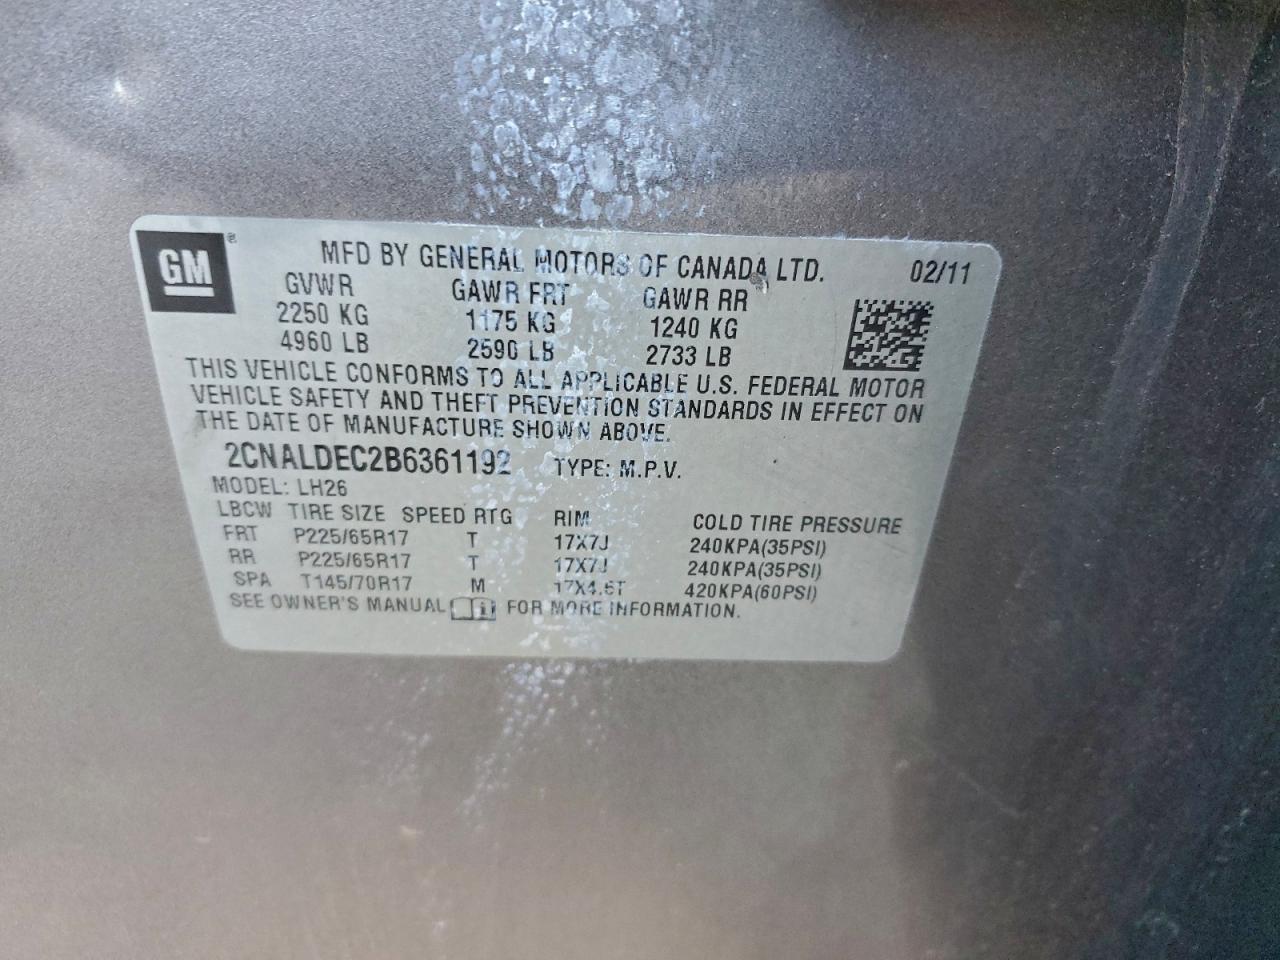 GM ® MFD BY GENERAL MOTORS OF CANADA LTD. 02/11
GVWR GAWR FRT GAWR RR
2250 KG 1175 KG 1240 KG
4960 LB 2590 LB 2733 LB
THIS VEHICLE CONFORMS TO ALL APPLICABLE U.S. FEDERAL MOTOR
VEHICLE SAFETY AND THEFT PREVENTION STANDARDS IN EFFECT ON
THE DATE OF MANUFACTURE SHOWN ABOVE.
2CNALDEC2B6361192 TYPE: M.P.V.
MODEL: LH26
LBCW TIRE SIZE SPEED RTG RIM COLD TIRE PRESSURE
FRT P225/65R17 T 17X7J 240KPA(35PSI)
RR P225/65R17 T 17X7J 240KPA(35PSI)
SPA T145/70R17 M 17X4.5T 420KPA(60PSI)
SEE OWNER'S MANUAL FOR MORE INFORMATION.